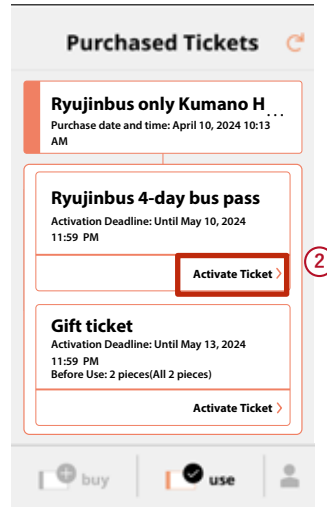 Purchased Tickets
Ryujinbus only Kumano H...
Purchase date and time: April 10, 2024 10:13
AM
Ryujinbus 4-day bus pass
Activation Deadline: Until May 10, 2024
11:59 PM
Activate Ticket
2
Gift ticket
Activation Deadline: Until May 13, 2024
11:59 PM
Before Use: 2 pieces(All 2 pieces)
Activate Ticket
buy
use